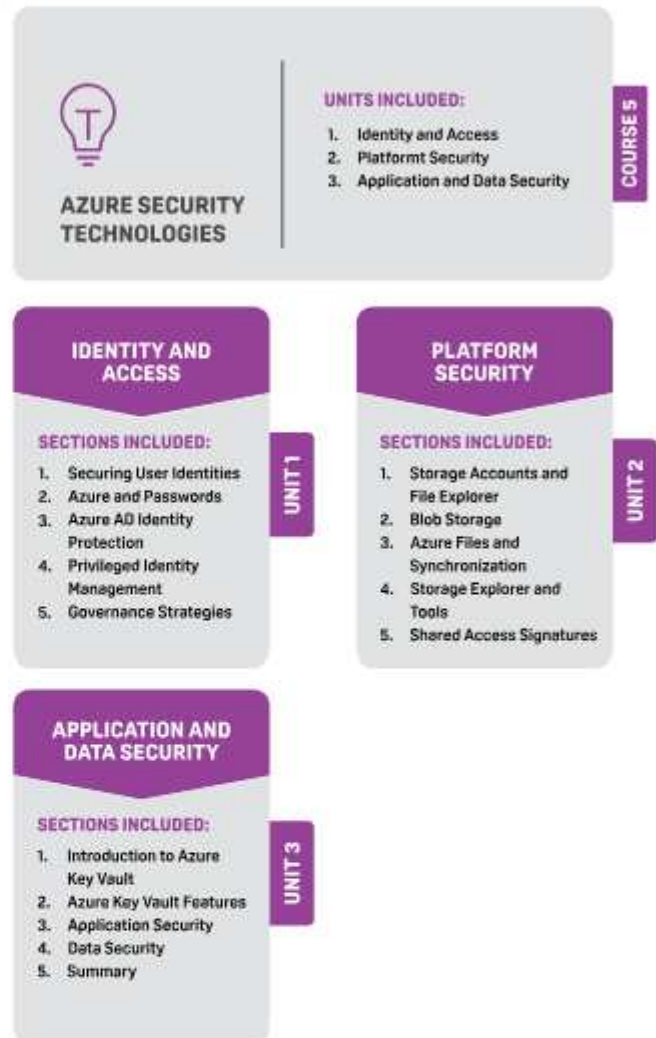 T
AZURE SECURITY
TECHNOLOGIES
UNITS INCLUDED:
1. Identity and Access
2. Platformt Security
3. Application and Data Security
COURSE 5
IDENTITY AND
ACCESS
SECTIONS INCLUDED:
1. Securing User Identities
2. Azure and Passwords
3. Azure AD Identity
Protection
4. Privileged Identity
Management
5. Governance Strategies
UNIT 1
PLATFORM
SECURITY
SECTIONS INCLUDED:
1. Storage Accounts and
File Explorer
2. Blob Storage
3. Azure Files and
Synchronization
4. Storage Explorer and
Tools
5. Shared Access Signatures
UNIT 2
APPLICATION AND
DATA SECURITY
SECTIONS INCLUDED:
1. Introduction to Azure
Key Vault
2. Azure Key Vault Features
3. Application Security
4. Data Security
5. Summary
UNIT 3